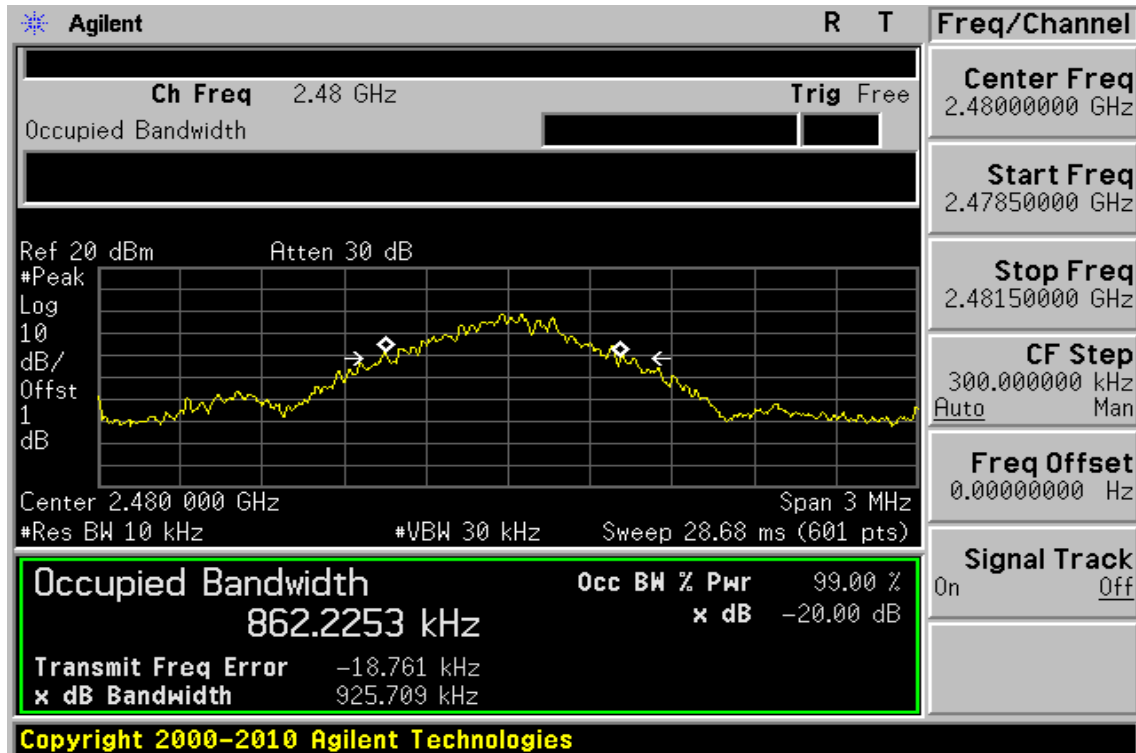 Agilent R T
Freq/Channel
Ch Freq 2.48 GHz Trig Free
Occupied Bandwidth
Center Freq
2.48000000 GHz
Start Freq
2.47850000 GHz
Stop Freq
2.48150000 GHz
CF Step
300.000000 kHz
Auto Man
Freq Offset
0.00000000 Hz
Signal Track
On Off
Ref 20 dBm Atten 30 dB
#Peak
Log
10
dB/
Offst
1
dB
Center 2.480 000 GHz Span 3 MHz
#Res BW 10 kHz #VBW 30 kHz Sweep 28.68 ms (601 pts)
Occupied Bandwidth Occ BW % Pwr 99.00 %
862.2253 kHz x dB -20.00 dB
Transmit Freq Error -18.761 kHz
x dB Bandwidth 925.709 kHz
Copyright 2000-2010 Agilent Technologies